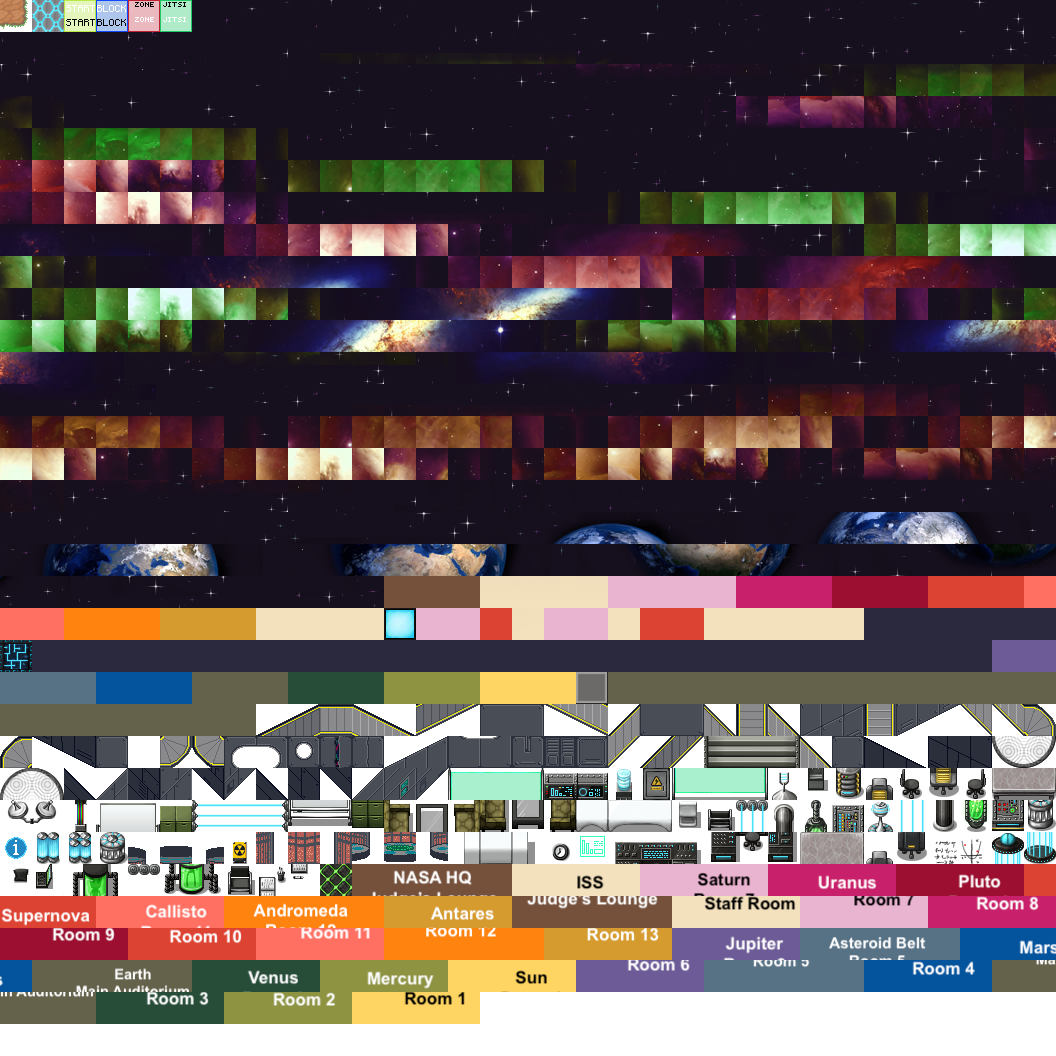 START BLOCK ZONE JITSI
START BLOCK ZONE JITSI
NASA HQ
ISS
Saturn
Uranus
Pluto
Judge's Lounge
Staff Room
Room 7
Room 8
Supernova
Callisto
Andromeda
Antares
Room 9
Room 10
Room 11
Room 12
Room 13
Jupiter
Asteroid Belt
Mars
Earth
Main Auditorium
Venus
Mercury
Sun
Room 6
Room 5
Room 4
Room 3
Room 2
Room 1